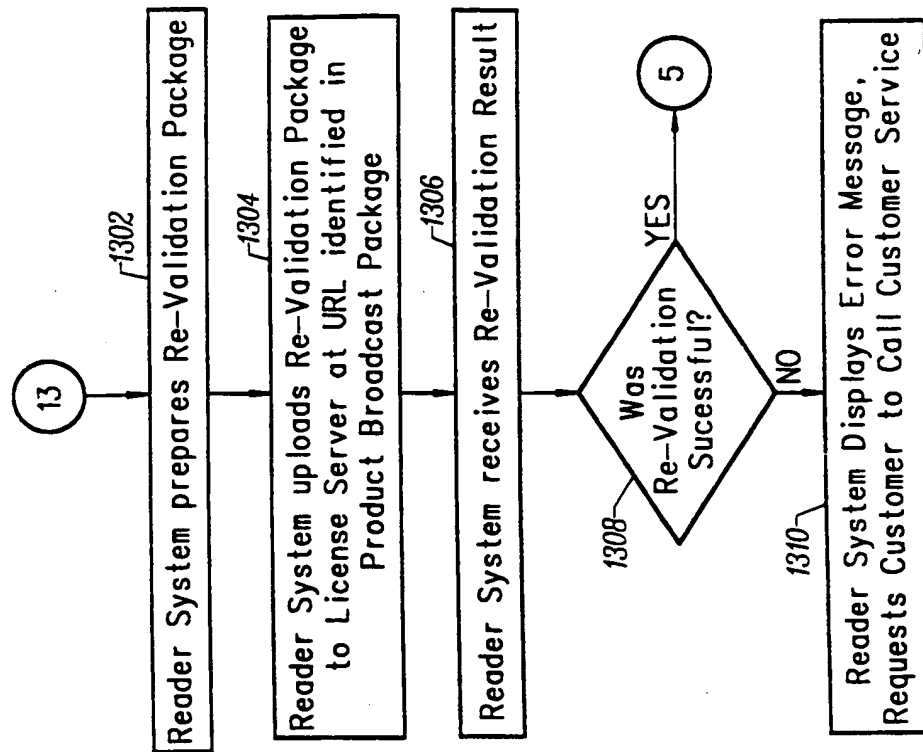 13
1302
Reader System prepares Re-Validation Package
1304
Reader System uploads Re-Validation Package
to License Server at URL identified in
Product Broadcast Package
1306
Reader System receives Re-Validation Result
1308
Was
Re-Validation
Sucessful?
YES
5
NO
1310
Reader System Displays Error Message,
Requests Customer to Call Customer Service